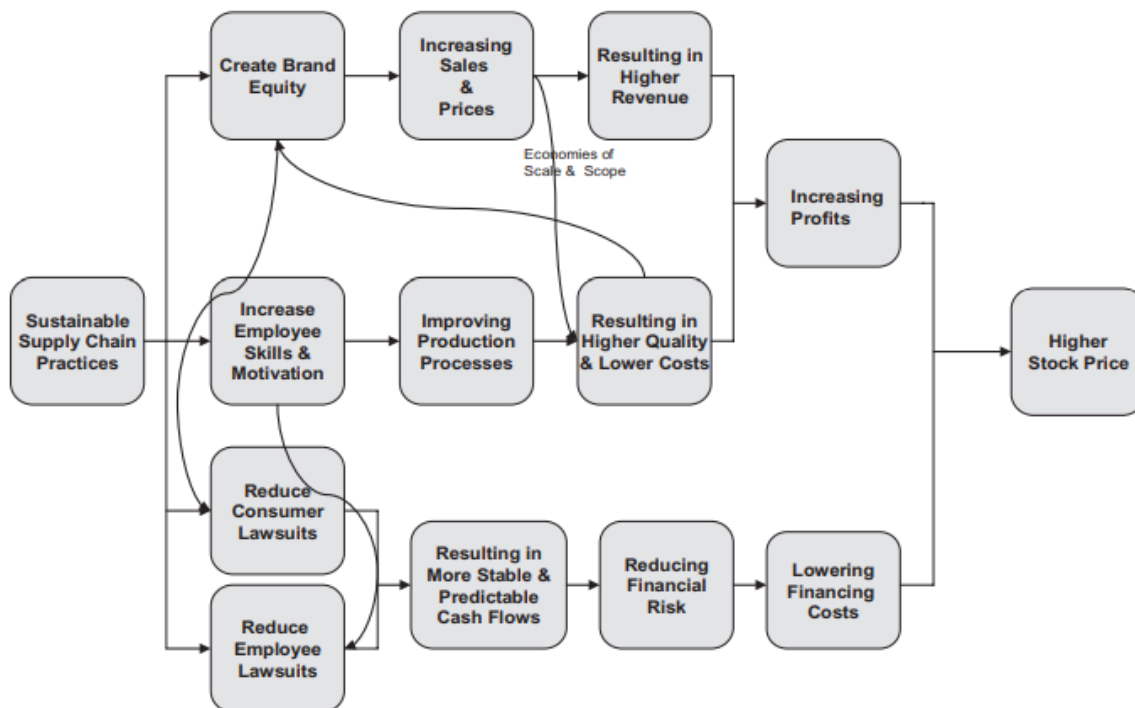 Create Brand
Equity
Increasing
Sales
&
Prices
Resulting in
Higher
Revenue
Economies of
Scale & Scope
Increasing
Profits
Sustainable
Supply Chain
Practices
Increase
Employee
Skills &
Motivation
Improving
Production
Processes
Resulting in
Higher Quality
& Lower Costs
Higher
Stock Price
Reduce
Consumer
Lawsuits
Resulting in
More Stable &
Predictable
Cash Flows
Reducing
Financial
Risk
Lowering
Financing
Costs
Reduce
Employee
Lawsuits